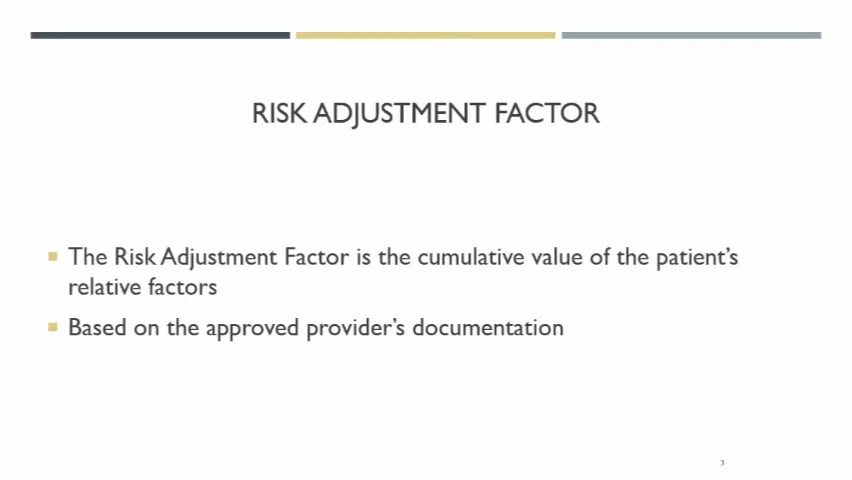 RISK ADJUSTMENT FACTOR
The Risk Adjustment Factor is the cumulative value of the patient's
relative factors
Based on the approved provider's documentation
3